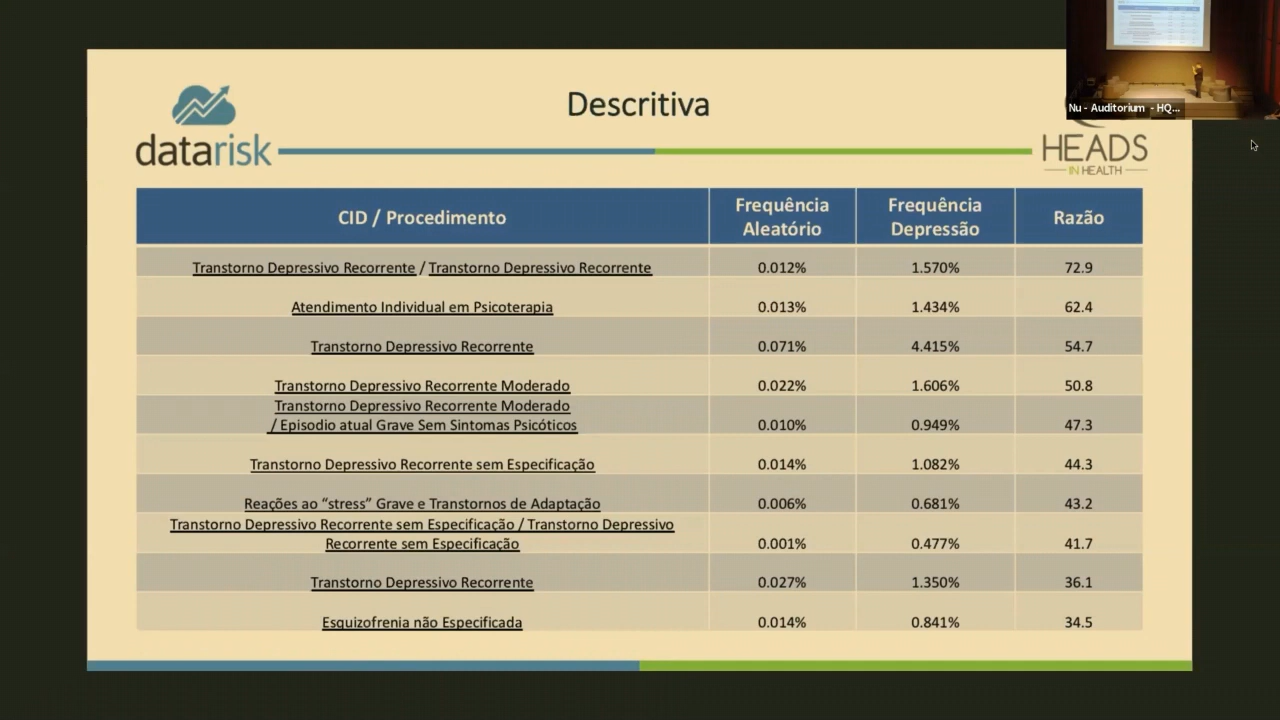 Nu - Auditorium - HQ...
Descritiva
datarisk
HEADS
IN HEALTH
CID / Procedimento
Frequência
Aleatório
Frequência
Depressão
Razão
Transtorno Depressivo Recorrente / Transtorno Depressivo Recorrente 0.012% 1.570% 72.9
Atendimento Individual em Psicoterapia 0.013% 1.434% 62.4
Transtorno Depressivo Recorrente 0.071% 4.415% 54.7
Transtorno Depressivo Recorrente Moderado 0.022% 1.606% 50.8
Transtorno Depressivo Recorrente Moderado
/ Episodio atual Grave Sem Sintomas Psicóticos 0.010% 0.949% 47.3
Transtorno Depressivo Recorrente sem Especificação 0.014% 1.082% 44.3
Reações ao “stress” Grave e Transtornos de Adaptação 0.006% 0.681% 43.2
Transtorno Depressivo Recorrente sem Especificação / Transtorno Depressivo
Recorrente sem Especificação 0.001% 0.477% 41.7
Transtorno Depressivo Recorrente 0.027% 1.350% 36.1
Esquizofrenia não Especificada 0.014% 0.841% 34.5